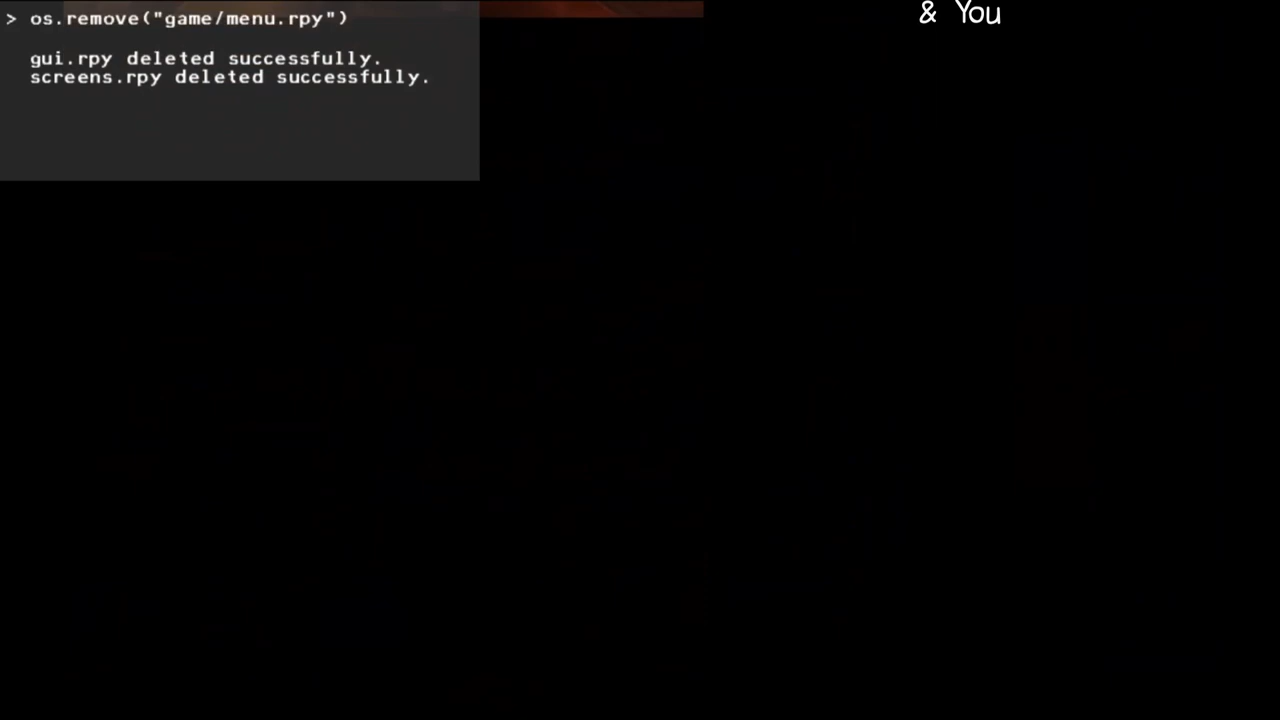 > os.remove("game/menu.rpy")
gui.rpy deleted successfully.
screens.rpy deleted successfully.
& You